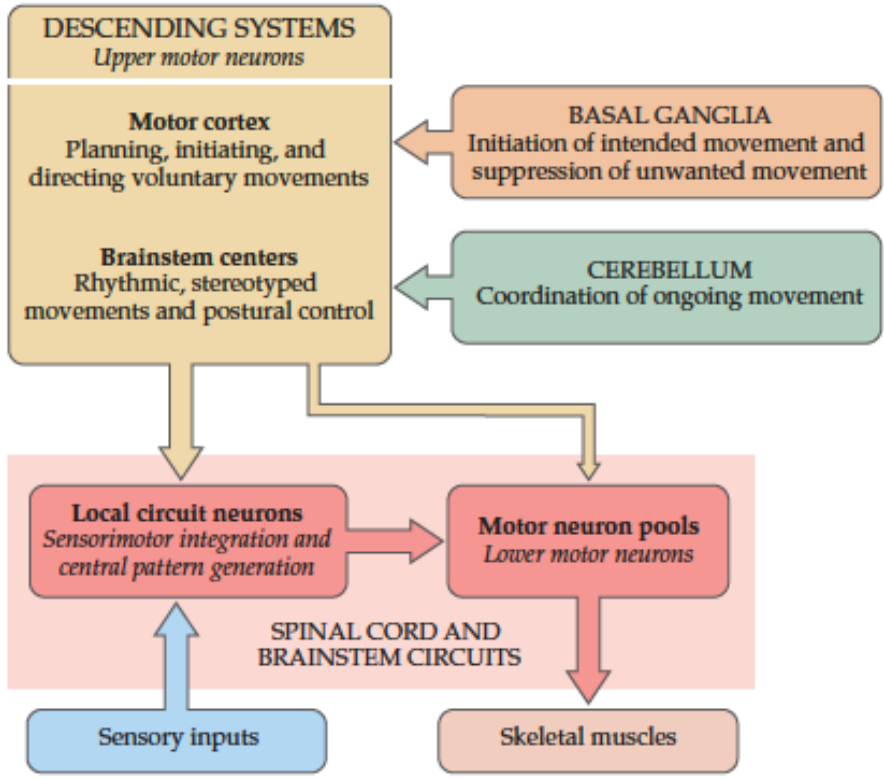 DESCENDING SYSTEMS
Upper motor neurons
Motor cortex
Planning, initiating, and
directing voluntary movements
Brainstem centers
Rhythmic, stereotyped
movements and postural control
BASAL GANGLIA
Initiation of intended movement and
suppression of unwanted movement
CEREBELLUM
Coordination of ongoing movement
Local circuit neurons
Sensorimotor integration and
central pattern generation
Motor neuron pools
Lower motor neurons
SPINAL CORD AND
BRAINSTEM CIRCUITS
Sensory inputs
Skeletal muscles